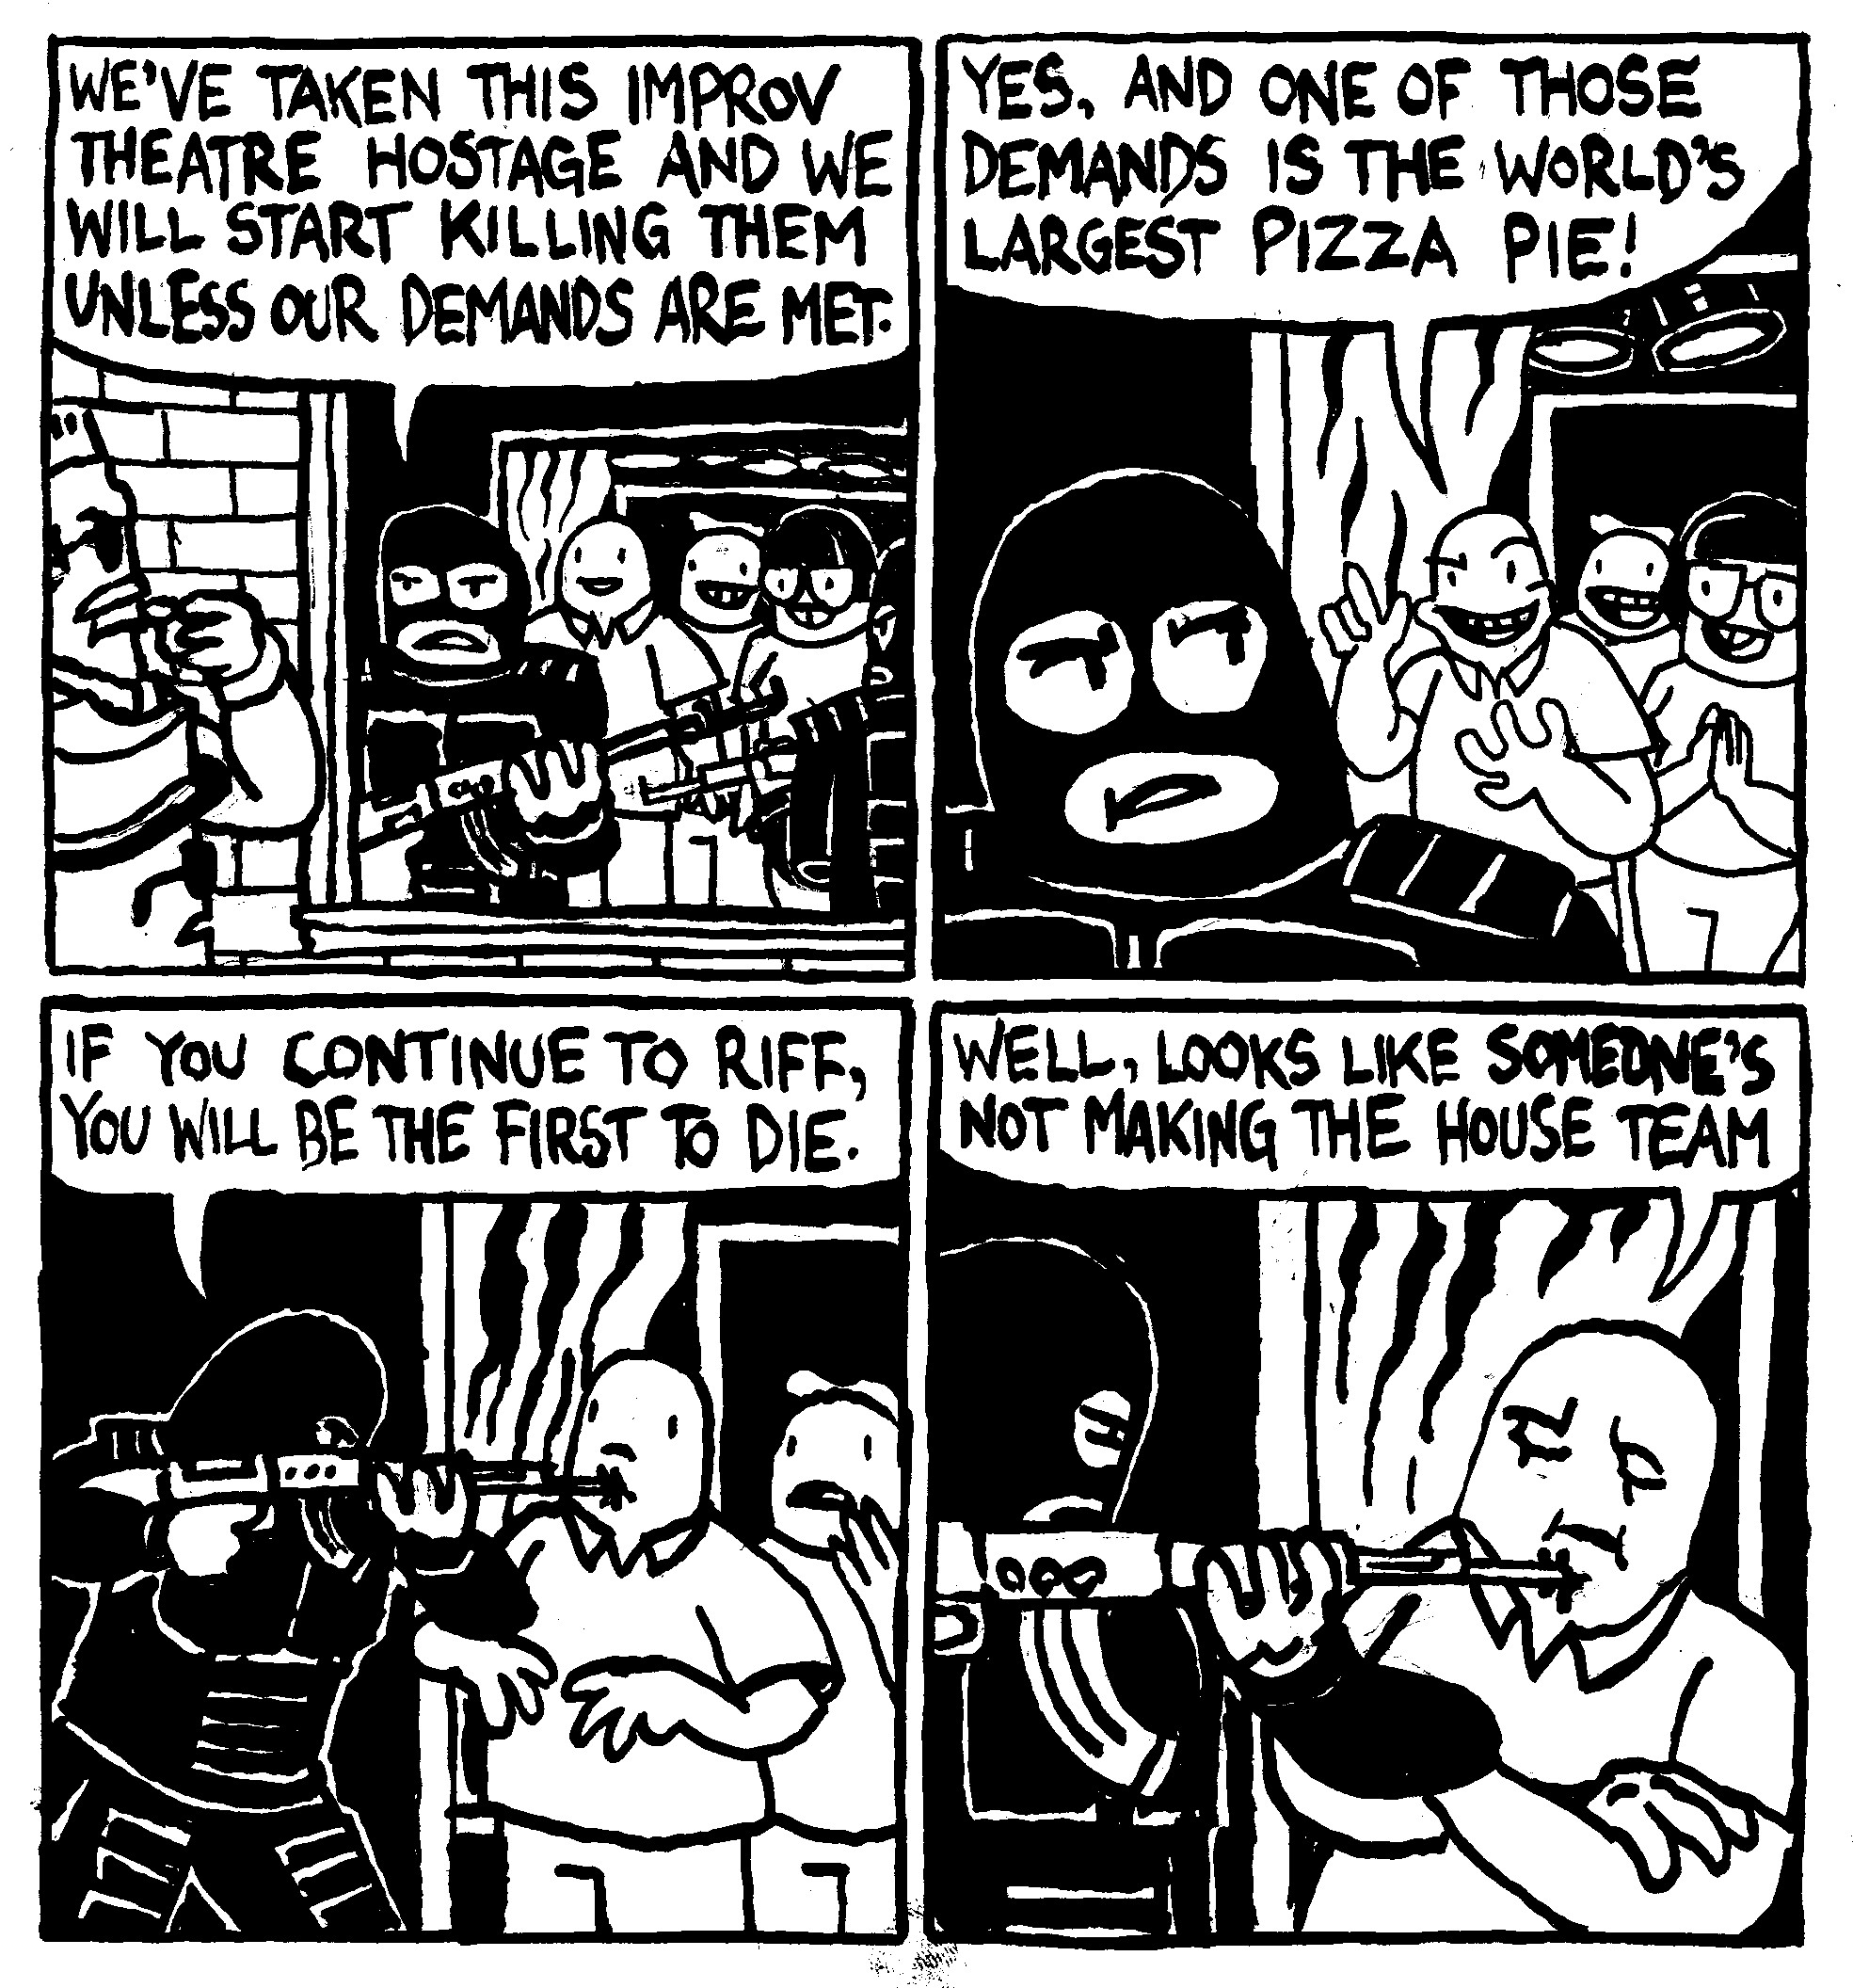 WE'VE TAKEN THIS IMPROV
THEATRE HOSTAGE AND WE
WILL START KILLING THEM
UNLESS OUR DEMANDS ARE MET.
YES, AND ONE OF THOSE
DEMANDS IS THE WORLD'S
LARGEST PIZZA PIE!
IF YOU CONTINUE TO RIFF,
YOU WILL BE THE FIRST TO DIE.
WELL, LOOKS LIKE SOMEONE'S
NOT MAKING THE HOUSE TEAM